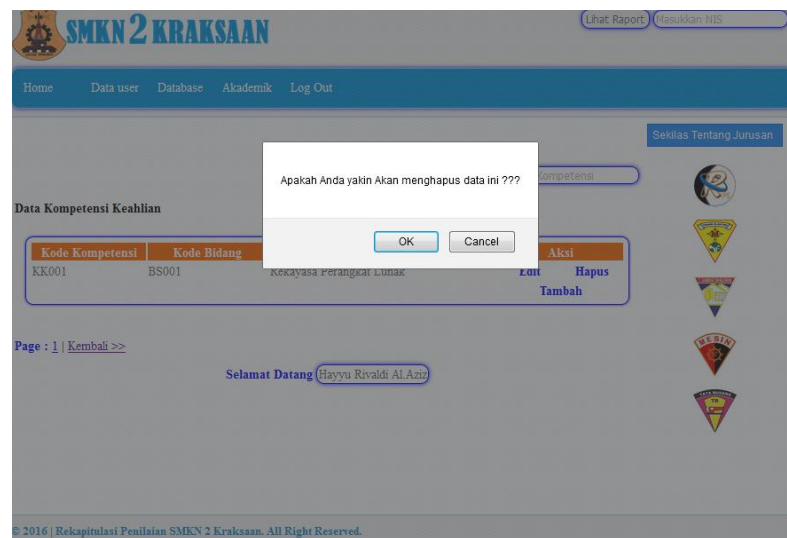 SMKN 2 KRAKSAAN
Lihat Raport Masukkan NIS
Home Data user Database Akademik Log Out
Sekilas Tentang Jurusan
Apakah Anda yakin Akan menghapus data ini ???
Kompetensi
OK Cancel
Data Kompetensi Keahlian
Kode Kompetensi Kode Bidang Aksi
KK001 BS001 Rekayasa Perangkat Lunak Edit Hapus
Tambah
Page : 1 | Kembali >>
MESIN
Selamat Datang Hayyu Rivaldi Al.Aziz
© 2016 | Rekapitulasi Penilaian SMKN 2 Kraksaan. All Right Reserved.